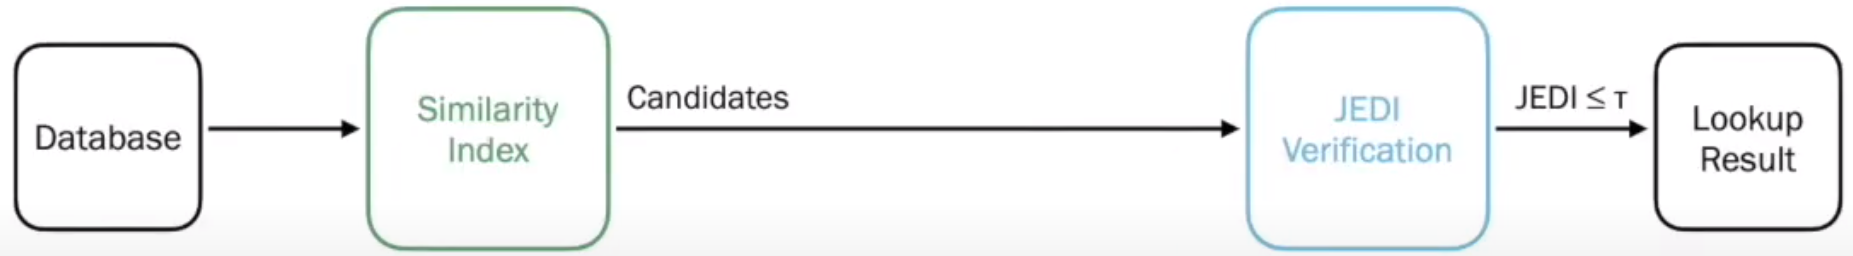 Database
Similarity
Index
Candidates
JEDI
Verification
JEDI ≤ τ
Lookup
Result